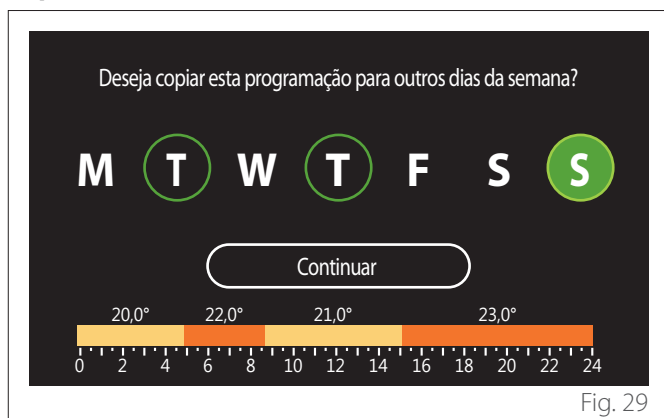 Deseja copiar esta programação para outros dias da semana?
M T W T F S S
Continuar
20,0° 22,0° 21,0° 23,0°
0 2 4 6 8 10 12 14 16 18 20 22 24
Fig. 29